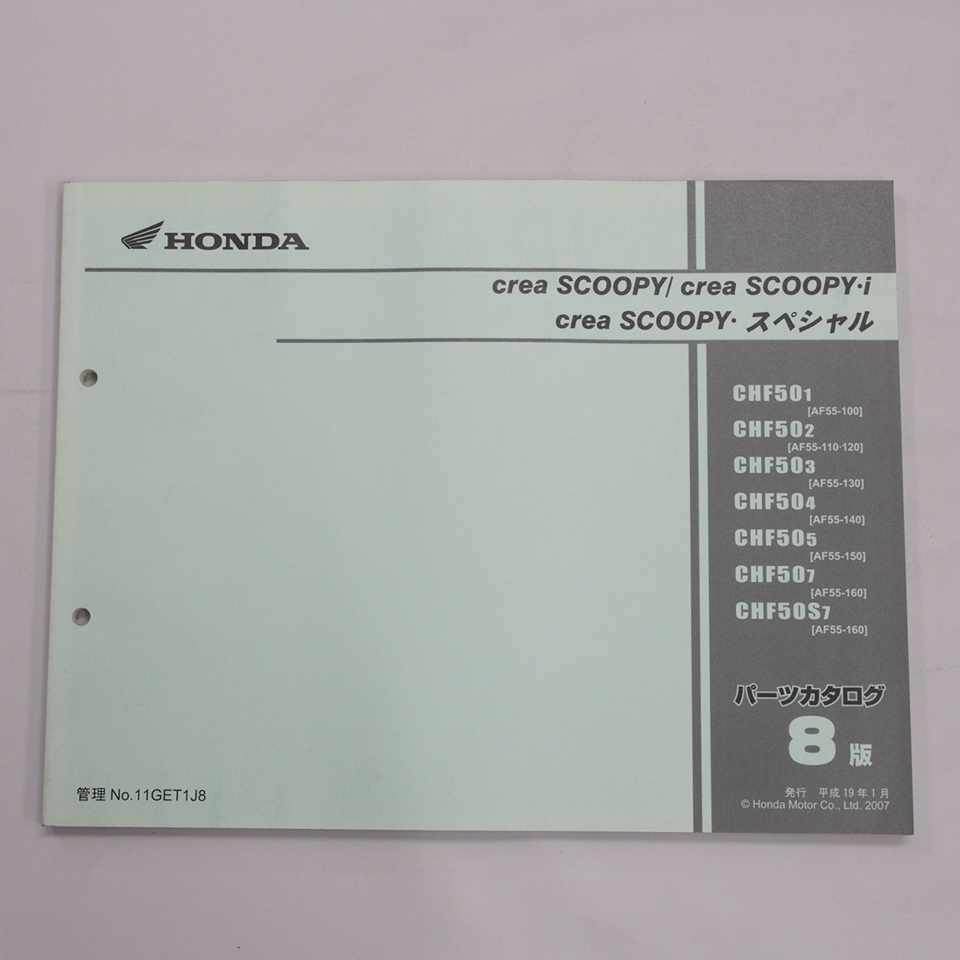 HONDA
crea SCOOPY/ crea SCOOPY·i
crea SCOOPY· スペシャル
CHF501
[AF55-100]
CHF502
[AF55-110·120]
CHF503
[AF55-130]
CHF504
[AF55-140]
CHF505
[AF55-150]
CHF507
[AF55-160]
CHF50S7
[AF55-160]
パーツカタログ
8版
発行 平成19年1月
© Honda Motor Co., Ltd. 2007
管理 No.11GET1J8